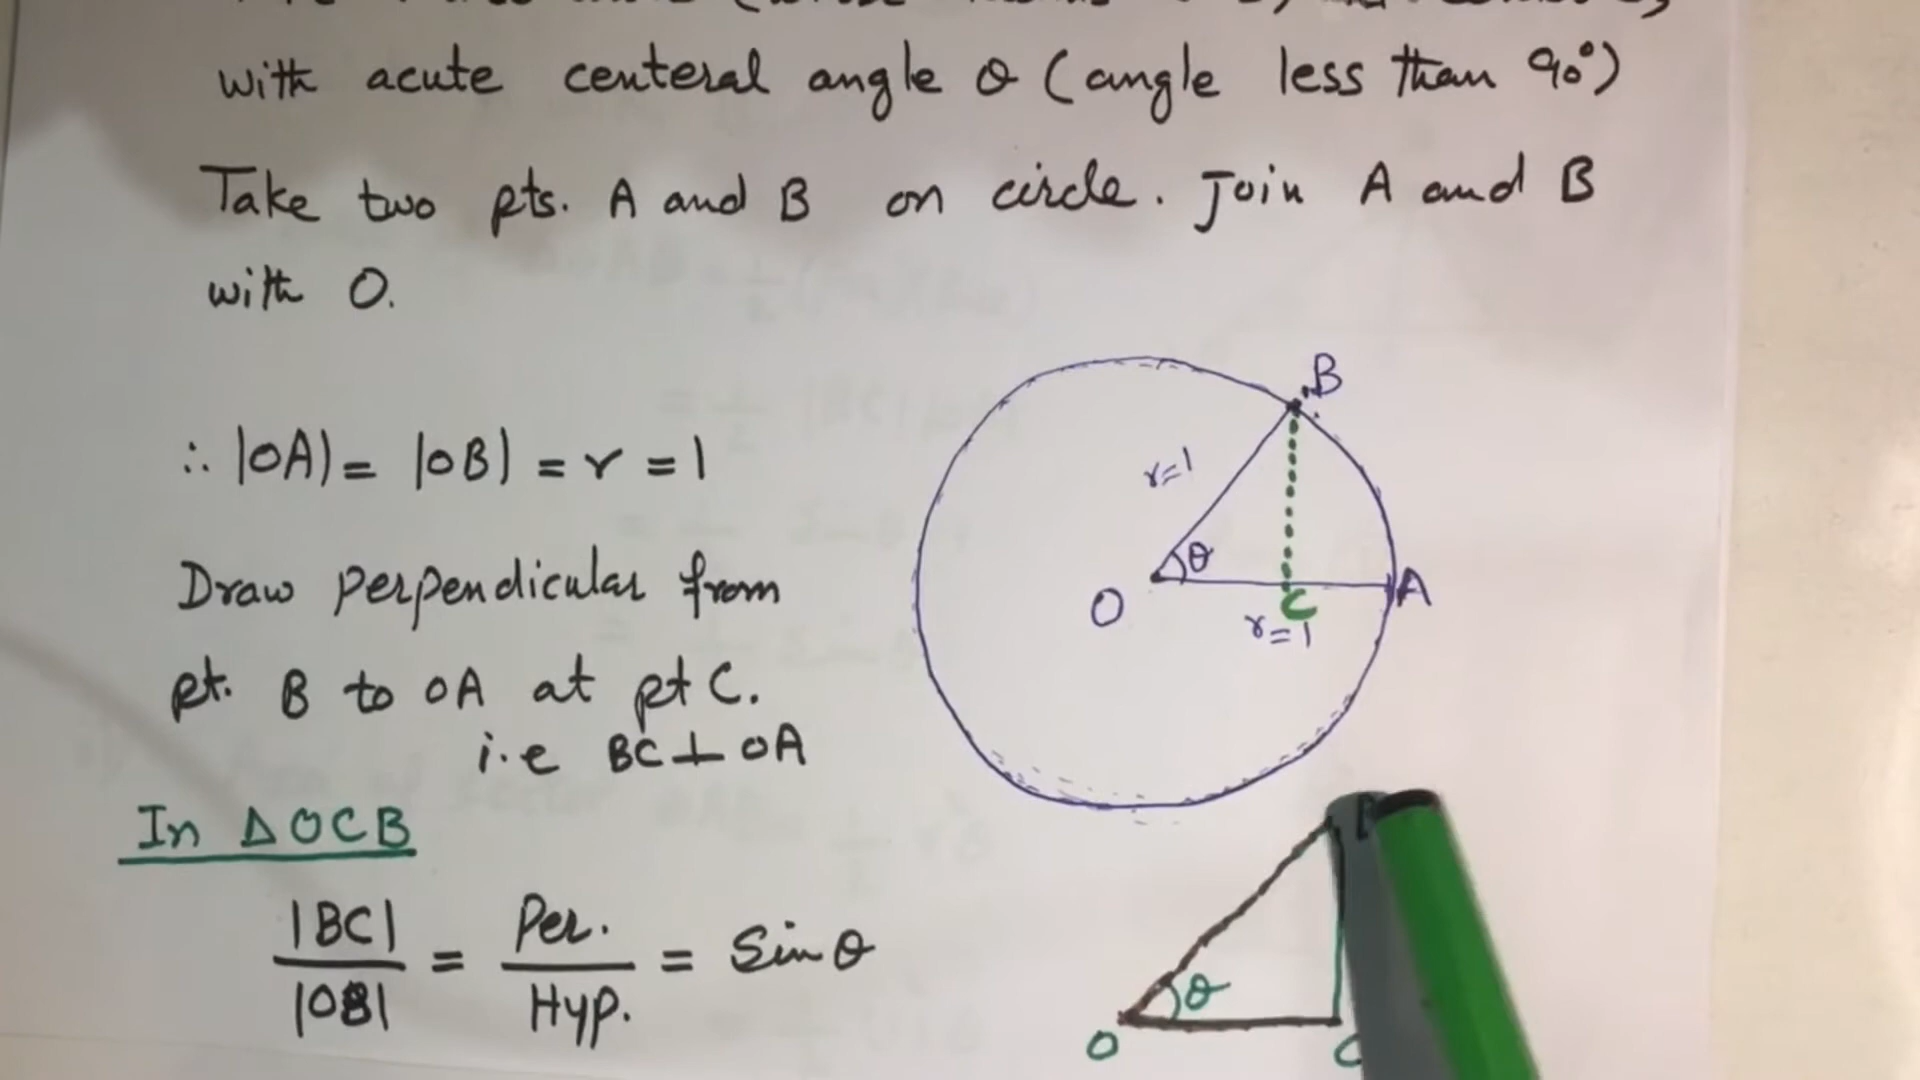 with acute centeral angle θ (angle less than 90°)
Take two pts. A and B on circle. Join A and B
with O.
∴ |OA| = |OB| = r = 1
Draw perpendicular from
pt. B to OA at pt C.
i.e BC ⊥ OA
B
r=1
θ
O
C
A
r=1
In △OCB
|BC| / |OB| = Per. / Hyp. = Sin θ
θ
O
C